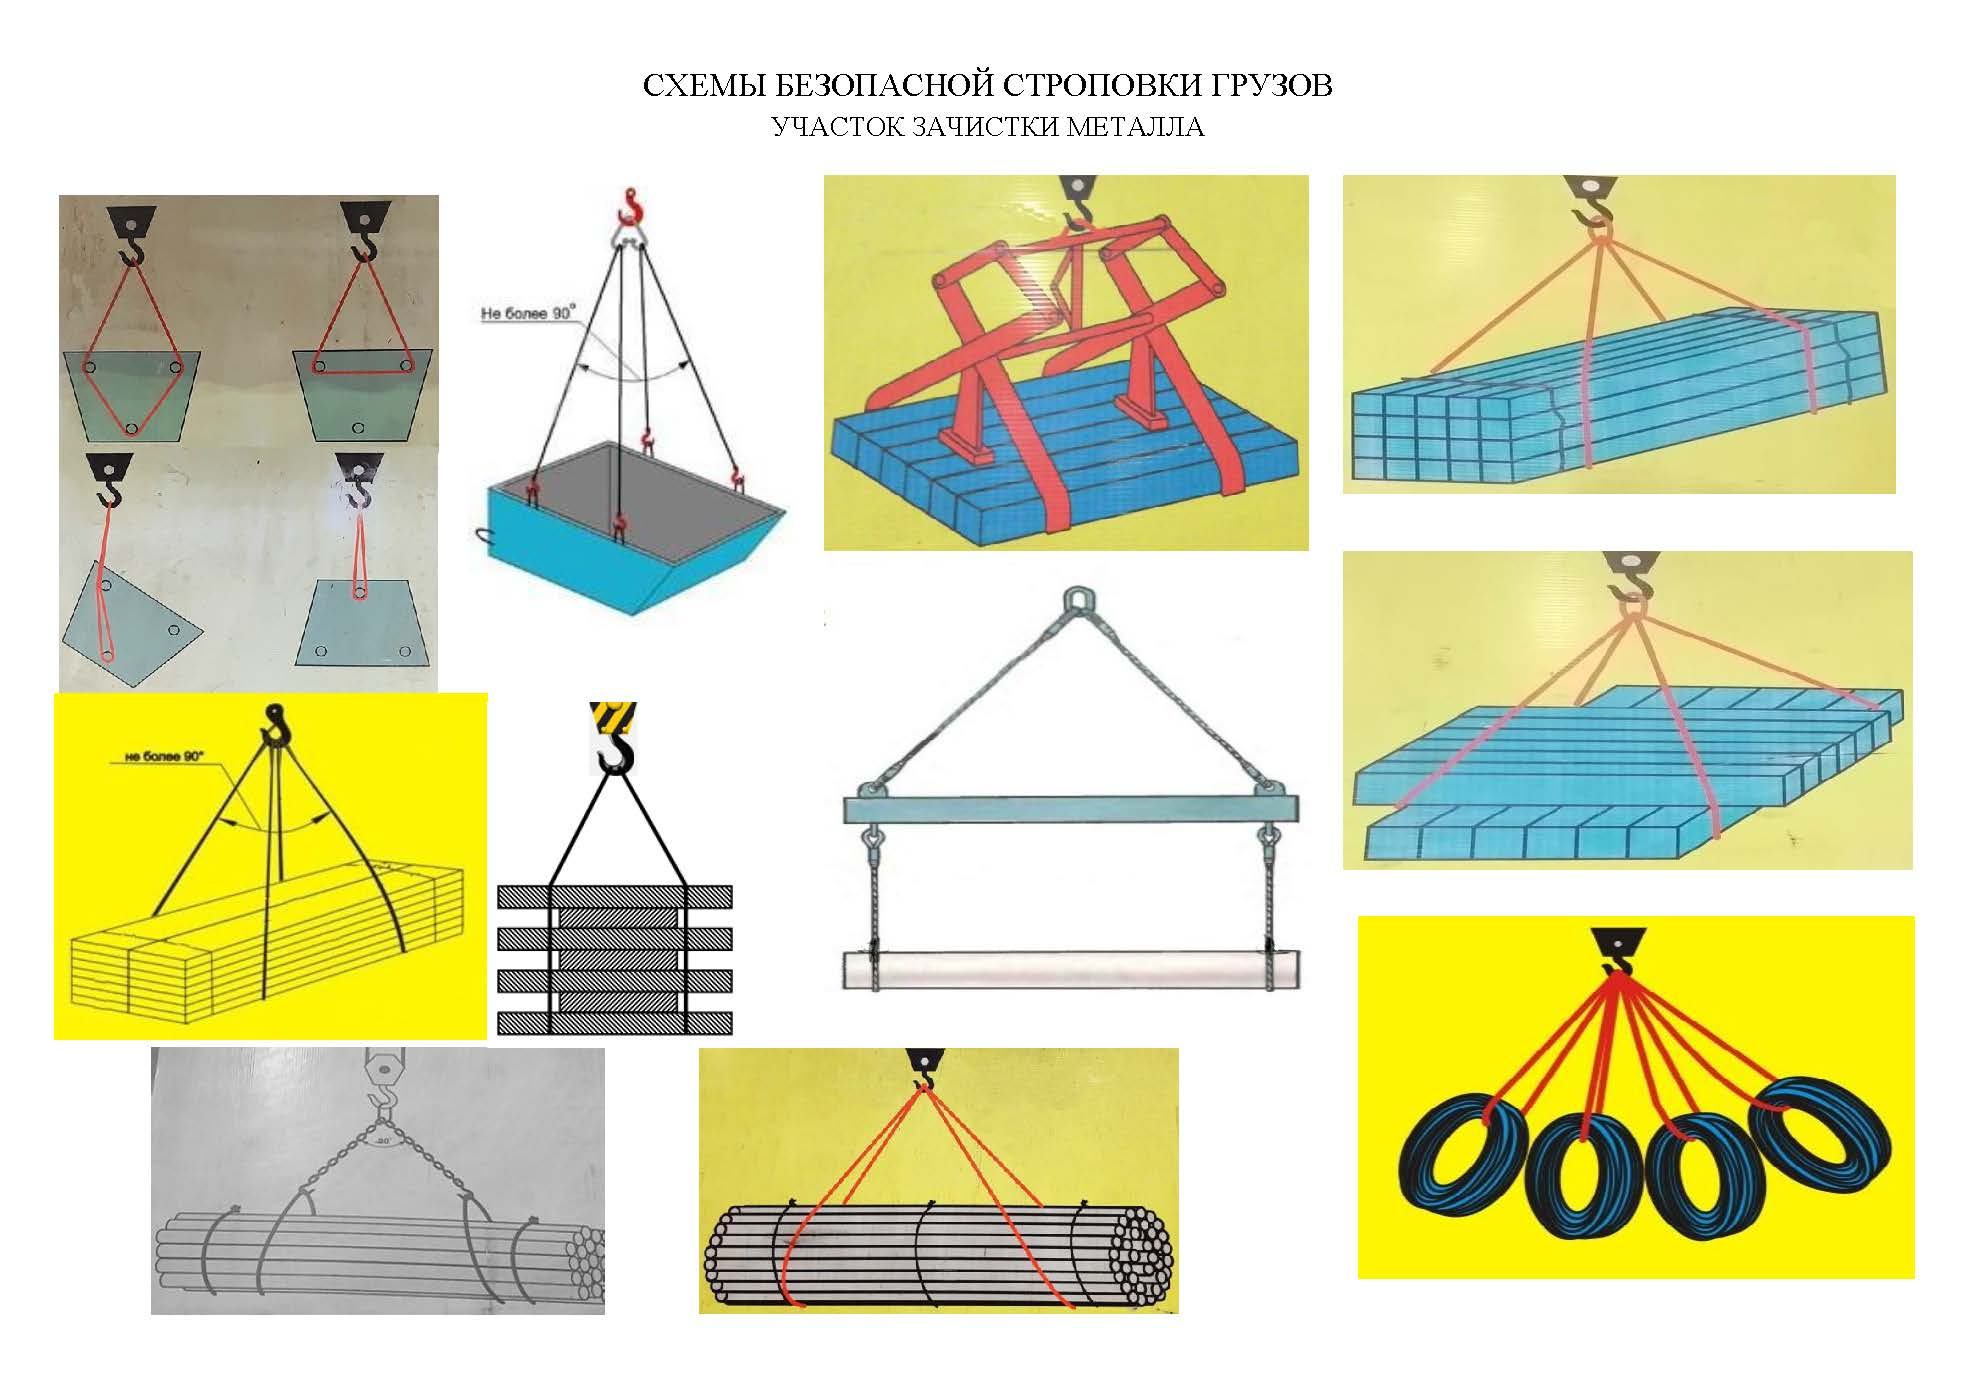 СХЕМЫ БЕЗОПАСНОЙ СТРОПОВКИ ГРУЗОВ
УЧАСТОК ЗАЧИСТКИ МЕТАЛЛА
Не более 90°
не более 90°